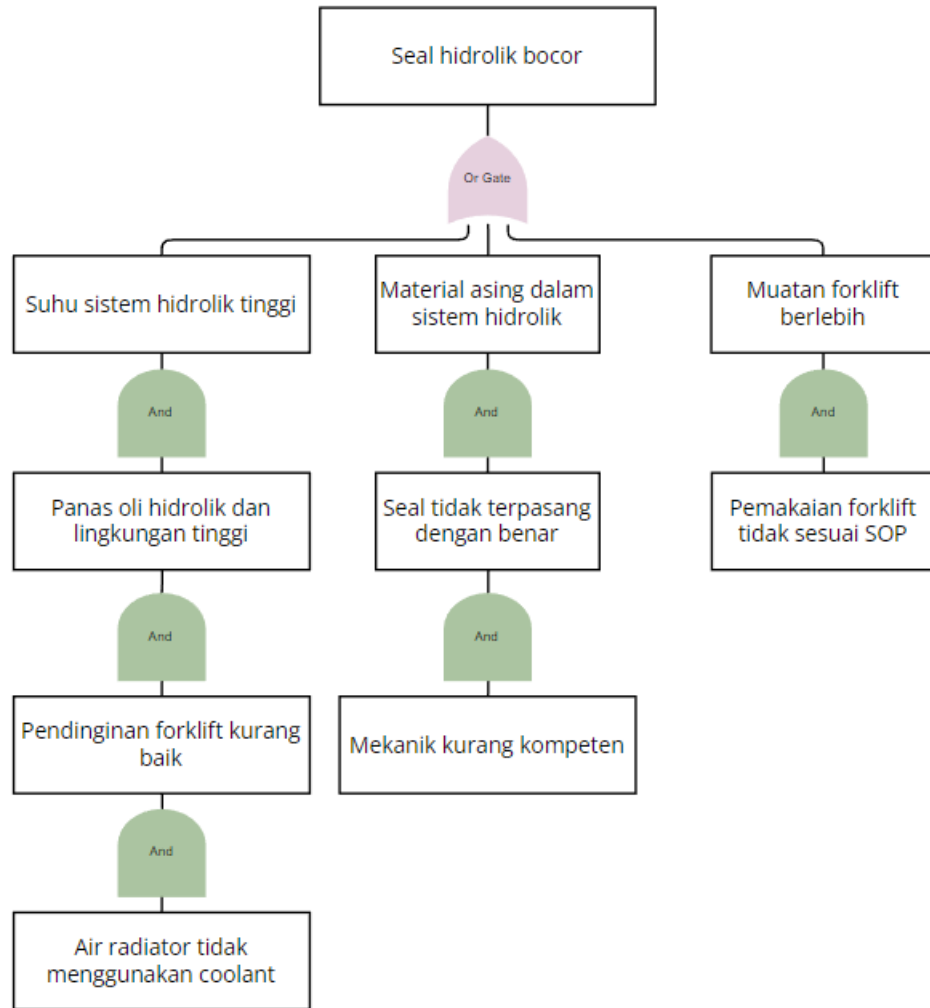 Seal hidrolik bocor
Or Gate
Suhu sistem hidrolik tinggi
Material asing dalam
sistem hidrolik
Muatan forklift
berlebih
And
And
And
Panas oli hidrolik dan
lingkungan tinggi
Seal tidak terpasang
dengan benar
Pemakaian forklift
tidak sesuai SOP
And
And
Pendinginan forklift kurang
baik
Mekanik kurang kompeten
And
Air radiator tidak
menggunakan coolant